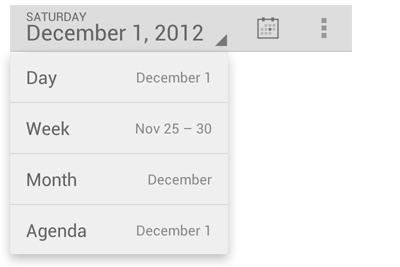 SATURDAY
December 1, 2012
Day December 1
Week Nov 25 – 30
Month December
Agenda December 1